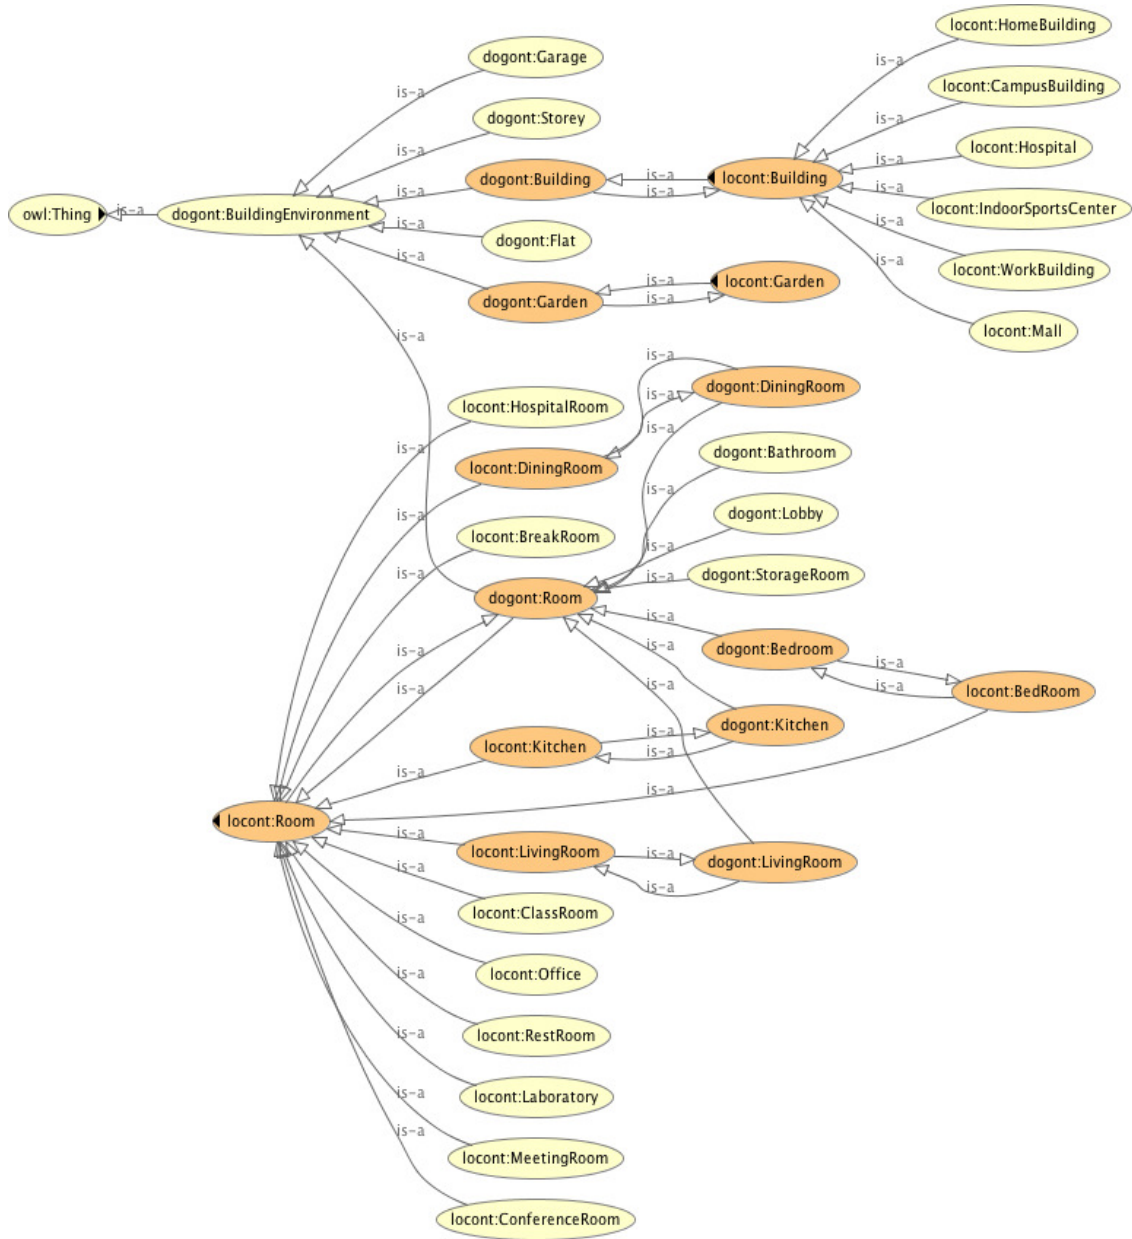 locont:HomeBuilding
dogont:Garage
is-a
is-a
locont:CampusBuilding
dogont:Storey
is-a
is-a
locont:Hospital
is-a
dogont:Building
is-a
locont:Building
is-a
is-a
is-a
owl:Thing
is-a
dogont:BuildingEnvironment
locont:IndoorSportsCenter
is-a
dogont:Flat
is-a
is-a
is-a
locont:WorkBuilding
dogont:Garden
is-a
is-a
locont:Garden
locont:Mall
is-a
is-a
dogont:DiningRoom
is-a
locont:HospitalRoom
is-a
is-a
dogont:Bathroom
locont:DiningRoom
is-a
dogont:Lobby
is-a
locont:BreakRoom
is-a
is-a
dogont:StorageRoom
is-a
dogont:Room
is-a
is-a
dogont:Bedroom
is-a
is-a
is-a
is-a
is-a
locont:BedRoom
dogont:Kitchen
is-a
is-a
locont:Kitchen
is-a
is-a
locont:Room
is-a
locont:LivingRoom
is-a
is-a
dogont:LivingRoom
is-a
locont:ClassRoom
is-a
locont:Office
is-a
locont:RestRoom
is-a
locont:Laboratory
is-a
is-a
locont:MeetingRoom
locont:ConferenceRoom